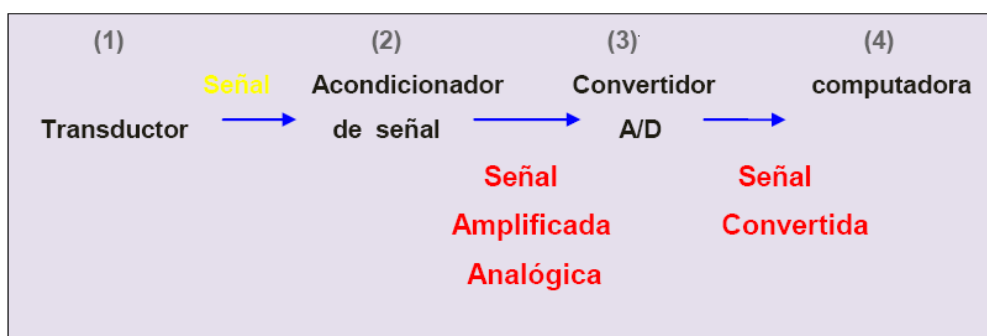 (1) (2) (3) (4)
Señal Acondicionador Convertidor computadora
Transductor de señal A/D
Señal Señal
Amplificada Convertida
Analógica